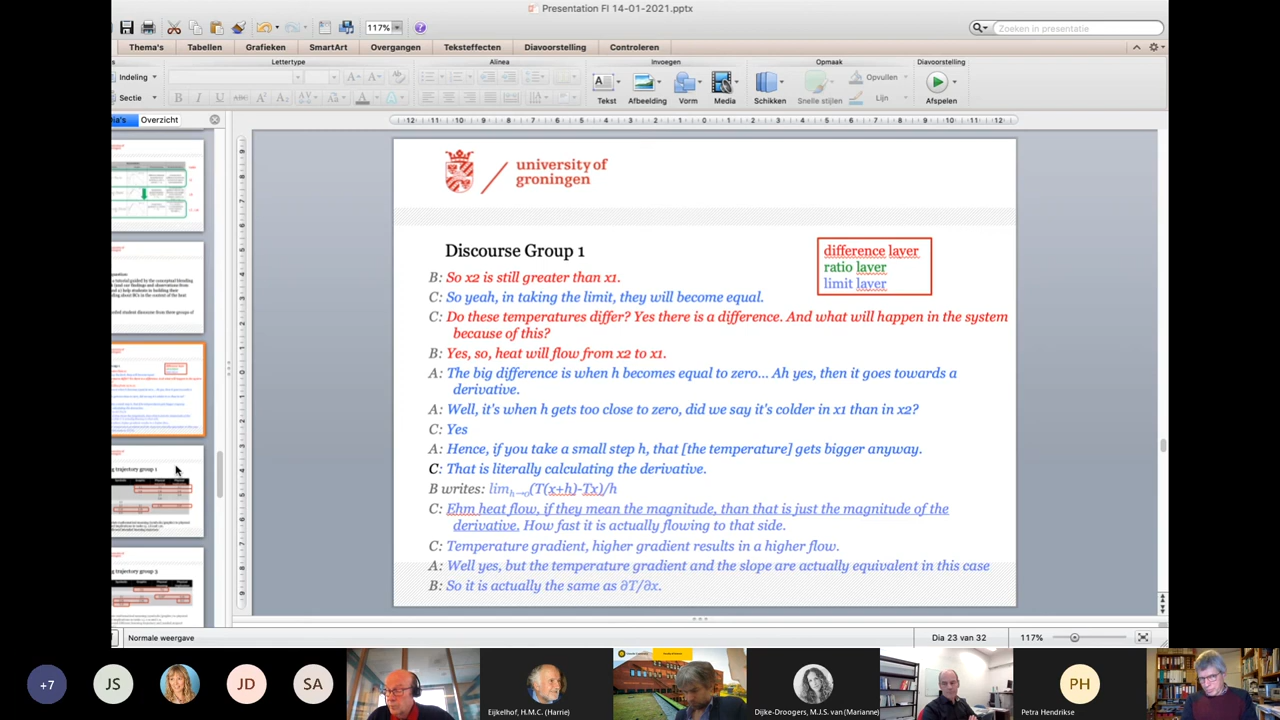 Presentation FI 14-01-2021.pptx
117%
Zoeken in presentatie
Thema's Tabellen Grafieken SmartArt Overgangen Teksteffecten Diavoorstelling Controleren
Lettertype Alinea Invoegen Opmaak Diavoorstelling
Indeling
Sectie
Tekst Afbeelding Vorm Media Schikken Snelle stijlen Opvullen Lijn Afspelen
Overzicht
university of
groningen
Discourse Group 1
difference layer
ratio layer
limit layer
B: So x2 is still greater than x1.
C: So yeah, in taking the limit, they will become equal.
C: Do these temperatures differ? Yes there is a difference. And what will happen in the system
because of this?
B: Yes, so, heat will flow from x2 to x1.
A: The big difference is when h becomes equal to zero... Ah yes, then it goes towards a
derivative.
A: Well, it's when h gets too close to zero, did we say it's colder in x1 than in x2?
C: Yes
A: Hence, if you take a small step h, that [the temperature] gets bigger anyway.
C: That is literally calculating the derivative.
B writes: lim h→0 (T(x+h)-Tx)/h
C: Ehm heat flow, if they mean the magnitude, than that is just the magnitude of the
derivative. How fast it is actually flowing to that side.
C: Temperature gradient, higher gradient results in a higher flow.
A: Well yes, but the temperature gradient and the slope are actually equivalent in this case
B: So it is actually the same as ∂T/∂x.
Normale weergave
Dia 23 van 32
117%
+7
JS
JD
SA
Eijkelhof, H.M.C. (Harrie)
Dijke-Droogers, M.J.S. van (Marianne)
PH
Petra Hendrikse